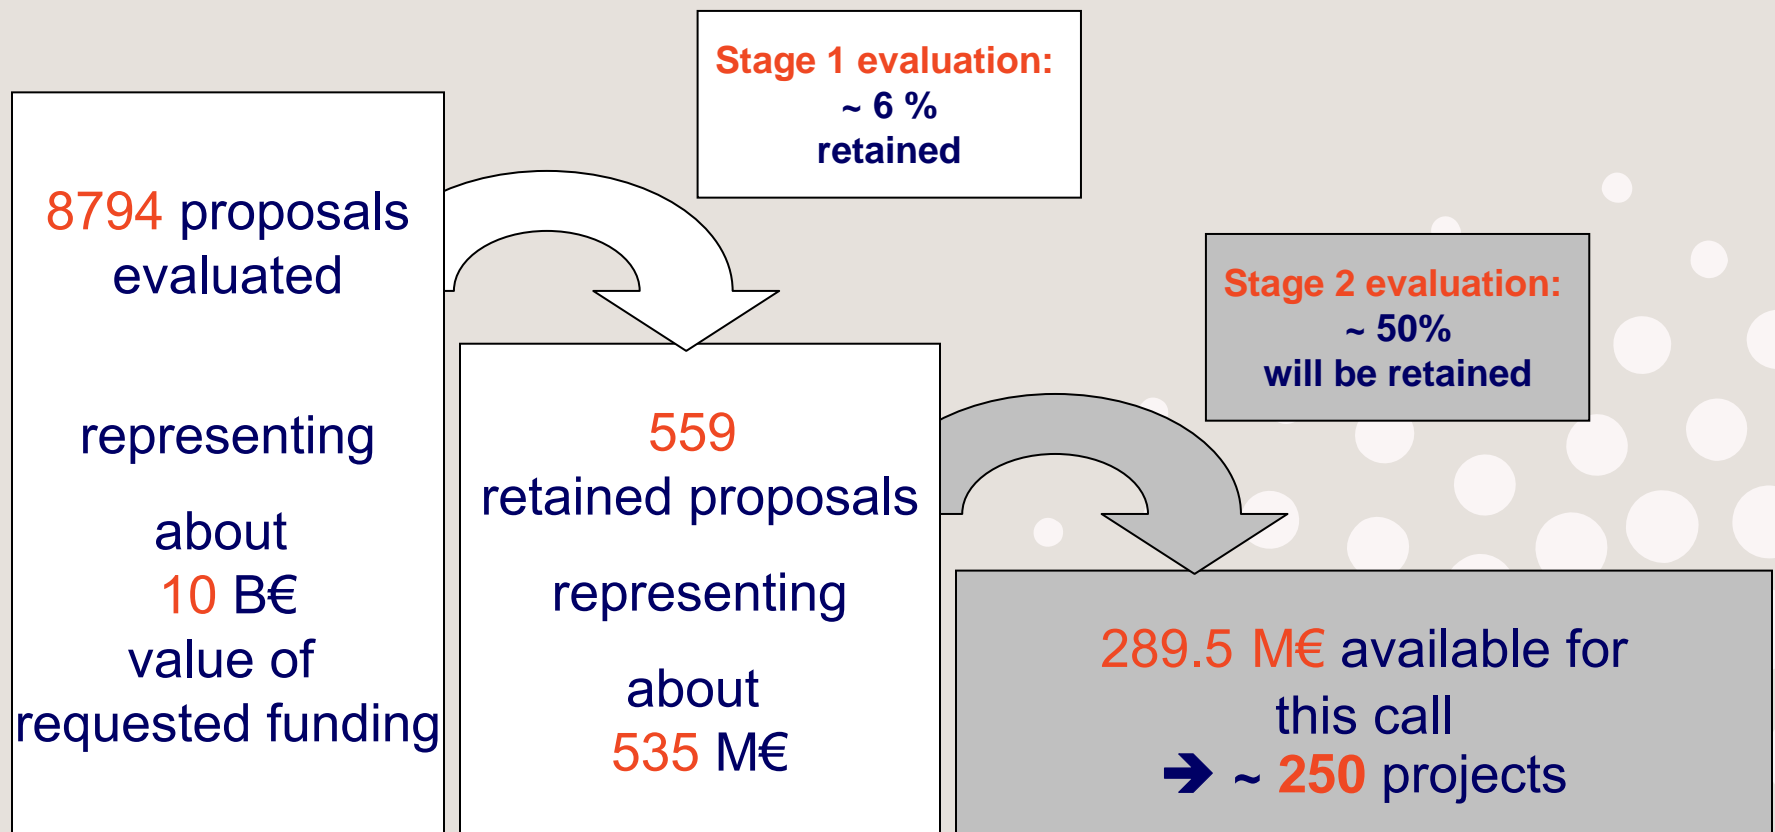 Stage 1 evaluation:
~ 6 %
retained
8794 proposals
evaluated
representing
about
10 B€
value of
requested funding
559
retained proposals
representing
about
535 M€
Stage 2 evaluation:
~ 50%
will be retained
289.5 M€ available for
this call
➔ ~ 250 projects